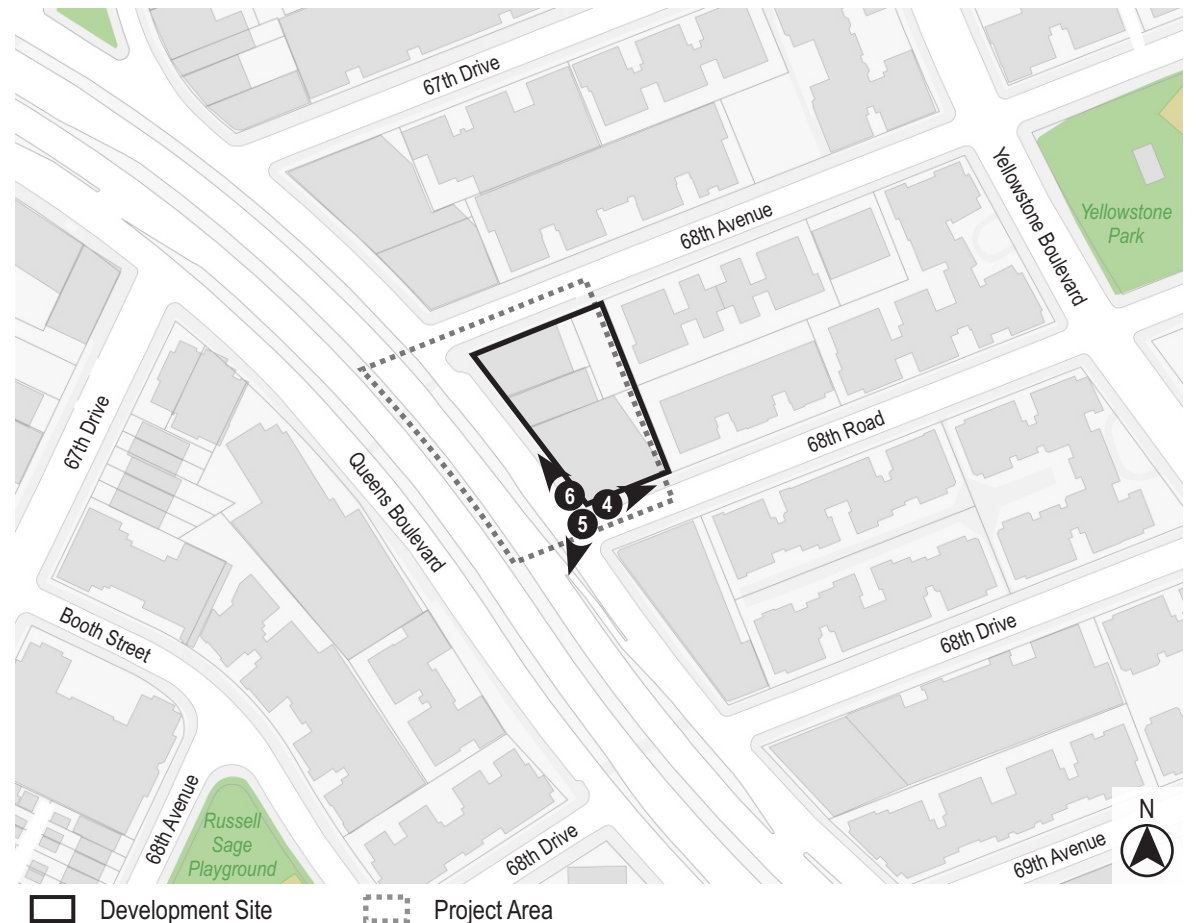 67th Drive
68th Avenue
Yellowstone Boulevard
Yellowstone
Park
67th Drive
Queens Boulevard
68th Road
6
4
5
Booth Street
68th Drive
68th Avenue
Russell
Sage
Playground
68th Drive
69th Avenue
N
Development Site
Project Area